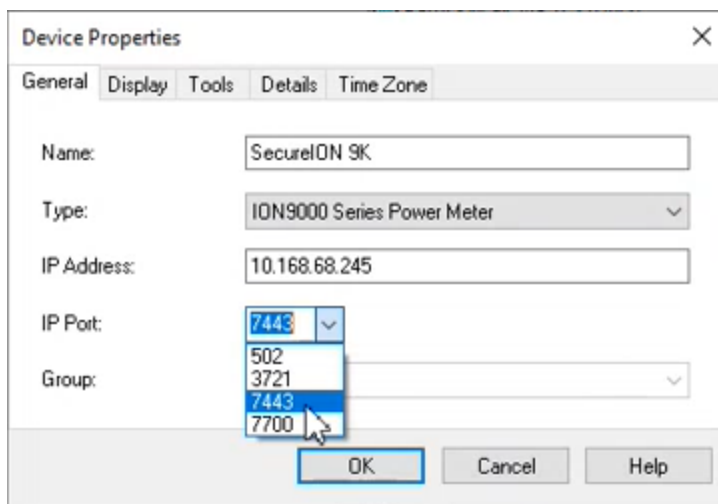 Device Properties
General Display Tools Details Time Zone
Name: SecureION 9K
Type: ION9000 Series Power Meter
IP Address: 10.168.68.245
IP Port: 7443
502
3721
Group:
7443
7700
OK Cancel Help